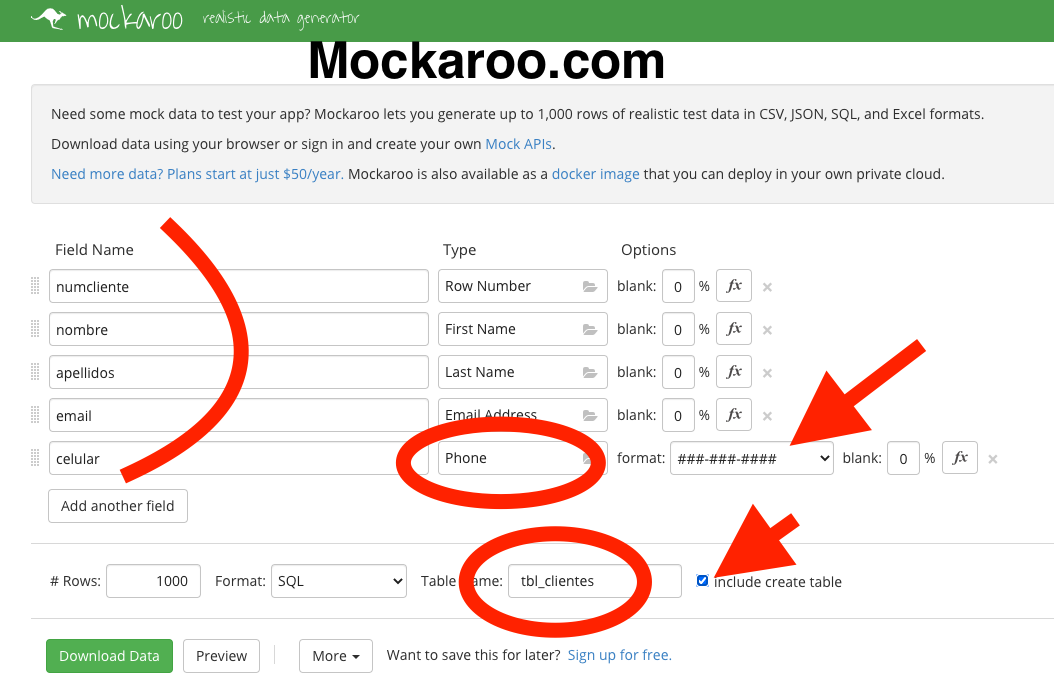 mockaroo realistic data generator
Mockaroo.com
Need some mock data to test your app? Mockaroo lets you generate up to 1,000 rows of realistic test data in CSV, JSON, SQL, and Excel formats.
Download data using your browser or sign in and create your own Mock APIs.
Need more data? Plans start at just $50/year. Mockaroo is also available as a docker image that you can deploy in your own private cloud.
Field Name Type Options
numcliente Row Number blank: 0 % fx ×
nombre First Name blank: 0 % fx ×
apellidos Last Name blank: 0 % fx ×
email Email Address blank: 0 % fx ×
celular Phone format: ###-###-#### blank: 0 % fx ×
Add another field
# Rows: 1000 Format: SQL Table Name: tbl_clientes include create table
Download Data Preview More Want to save this for later? Sign up for free.